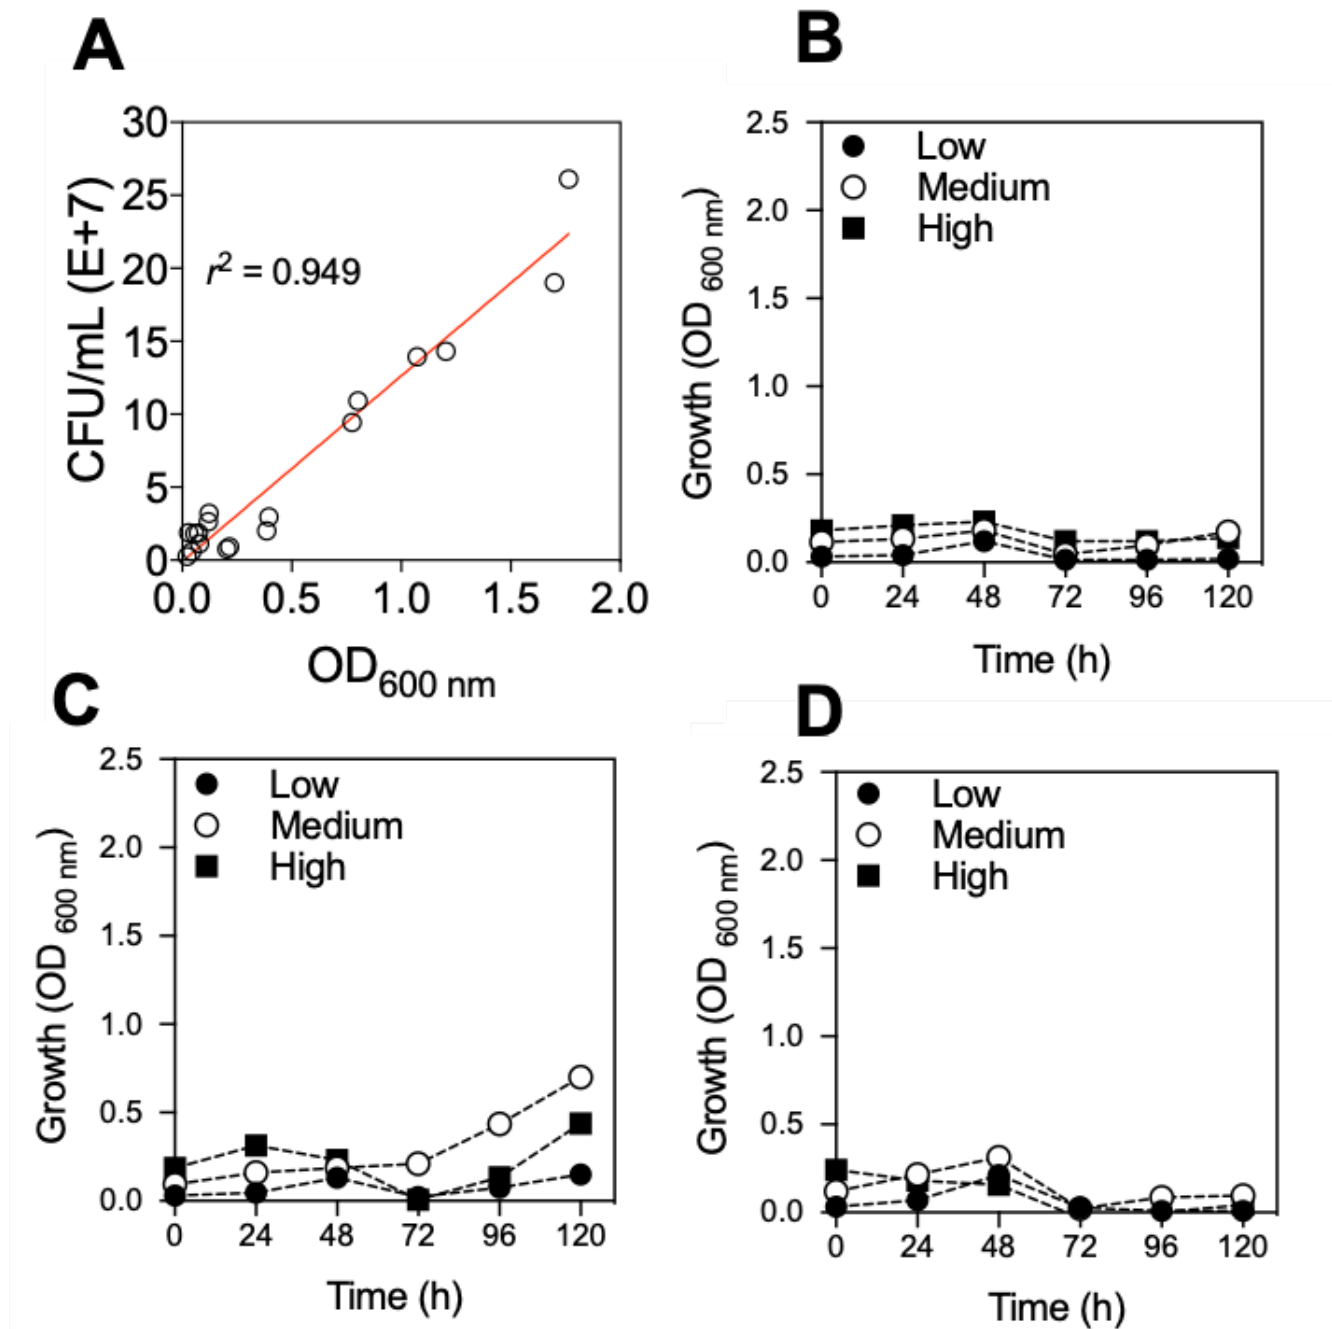 A
CFU/mL (E+7)
30
25
20
15
10
5
0
r² = 0.949
0.0 0.5 1.0 1.5 2.0
OD600 nm
B
Growth (OD 600 nm)
2.5
2.0
1.5
1.0
0.5
0.0
Low
Medium
High
0 24 48 72 96 120
Time (h)
C
Growth (OD 600 nm)
2.5
2.0
1.5
1.0
0.5
0.0
Low
Medium
High
0 24 48 72 96 120
Time (h)
D
Growth (OD 600 nm)
2.5
2.0
1.5
1.0
0.5
0.0
Low
Medium
High
0 24 48 72 96 120
Time (h)